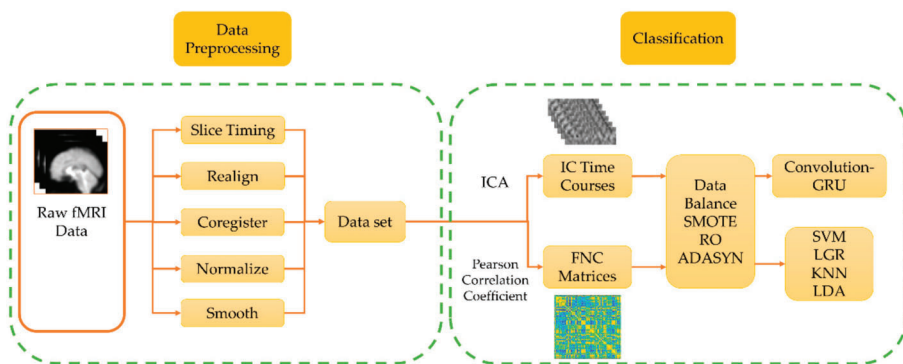 Data
Preprocessing
Classification
Raw fMRI
Data
Slice Timing
Realign
Coregister
Normalize
Smooth
Data set
ICA
Pearson
Correlation
Coefficient
IC Time
Courses
FNC
Matrices
Data
Balance
SMOTE
RO
ADASYN
Convolution-
GRU
SVM
LGR
KNN
LDA